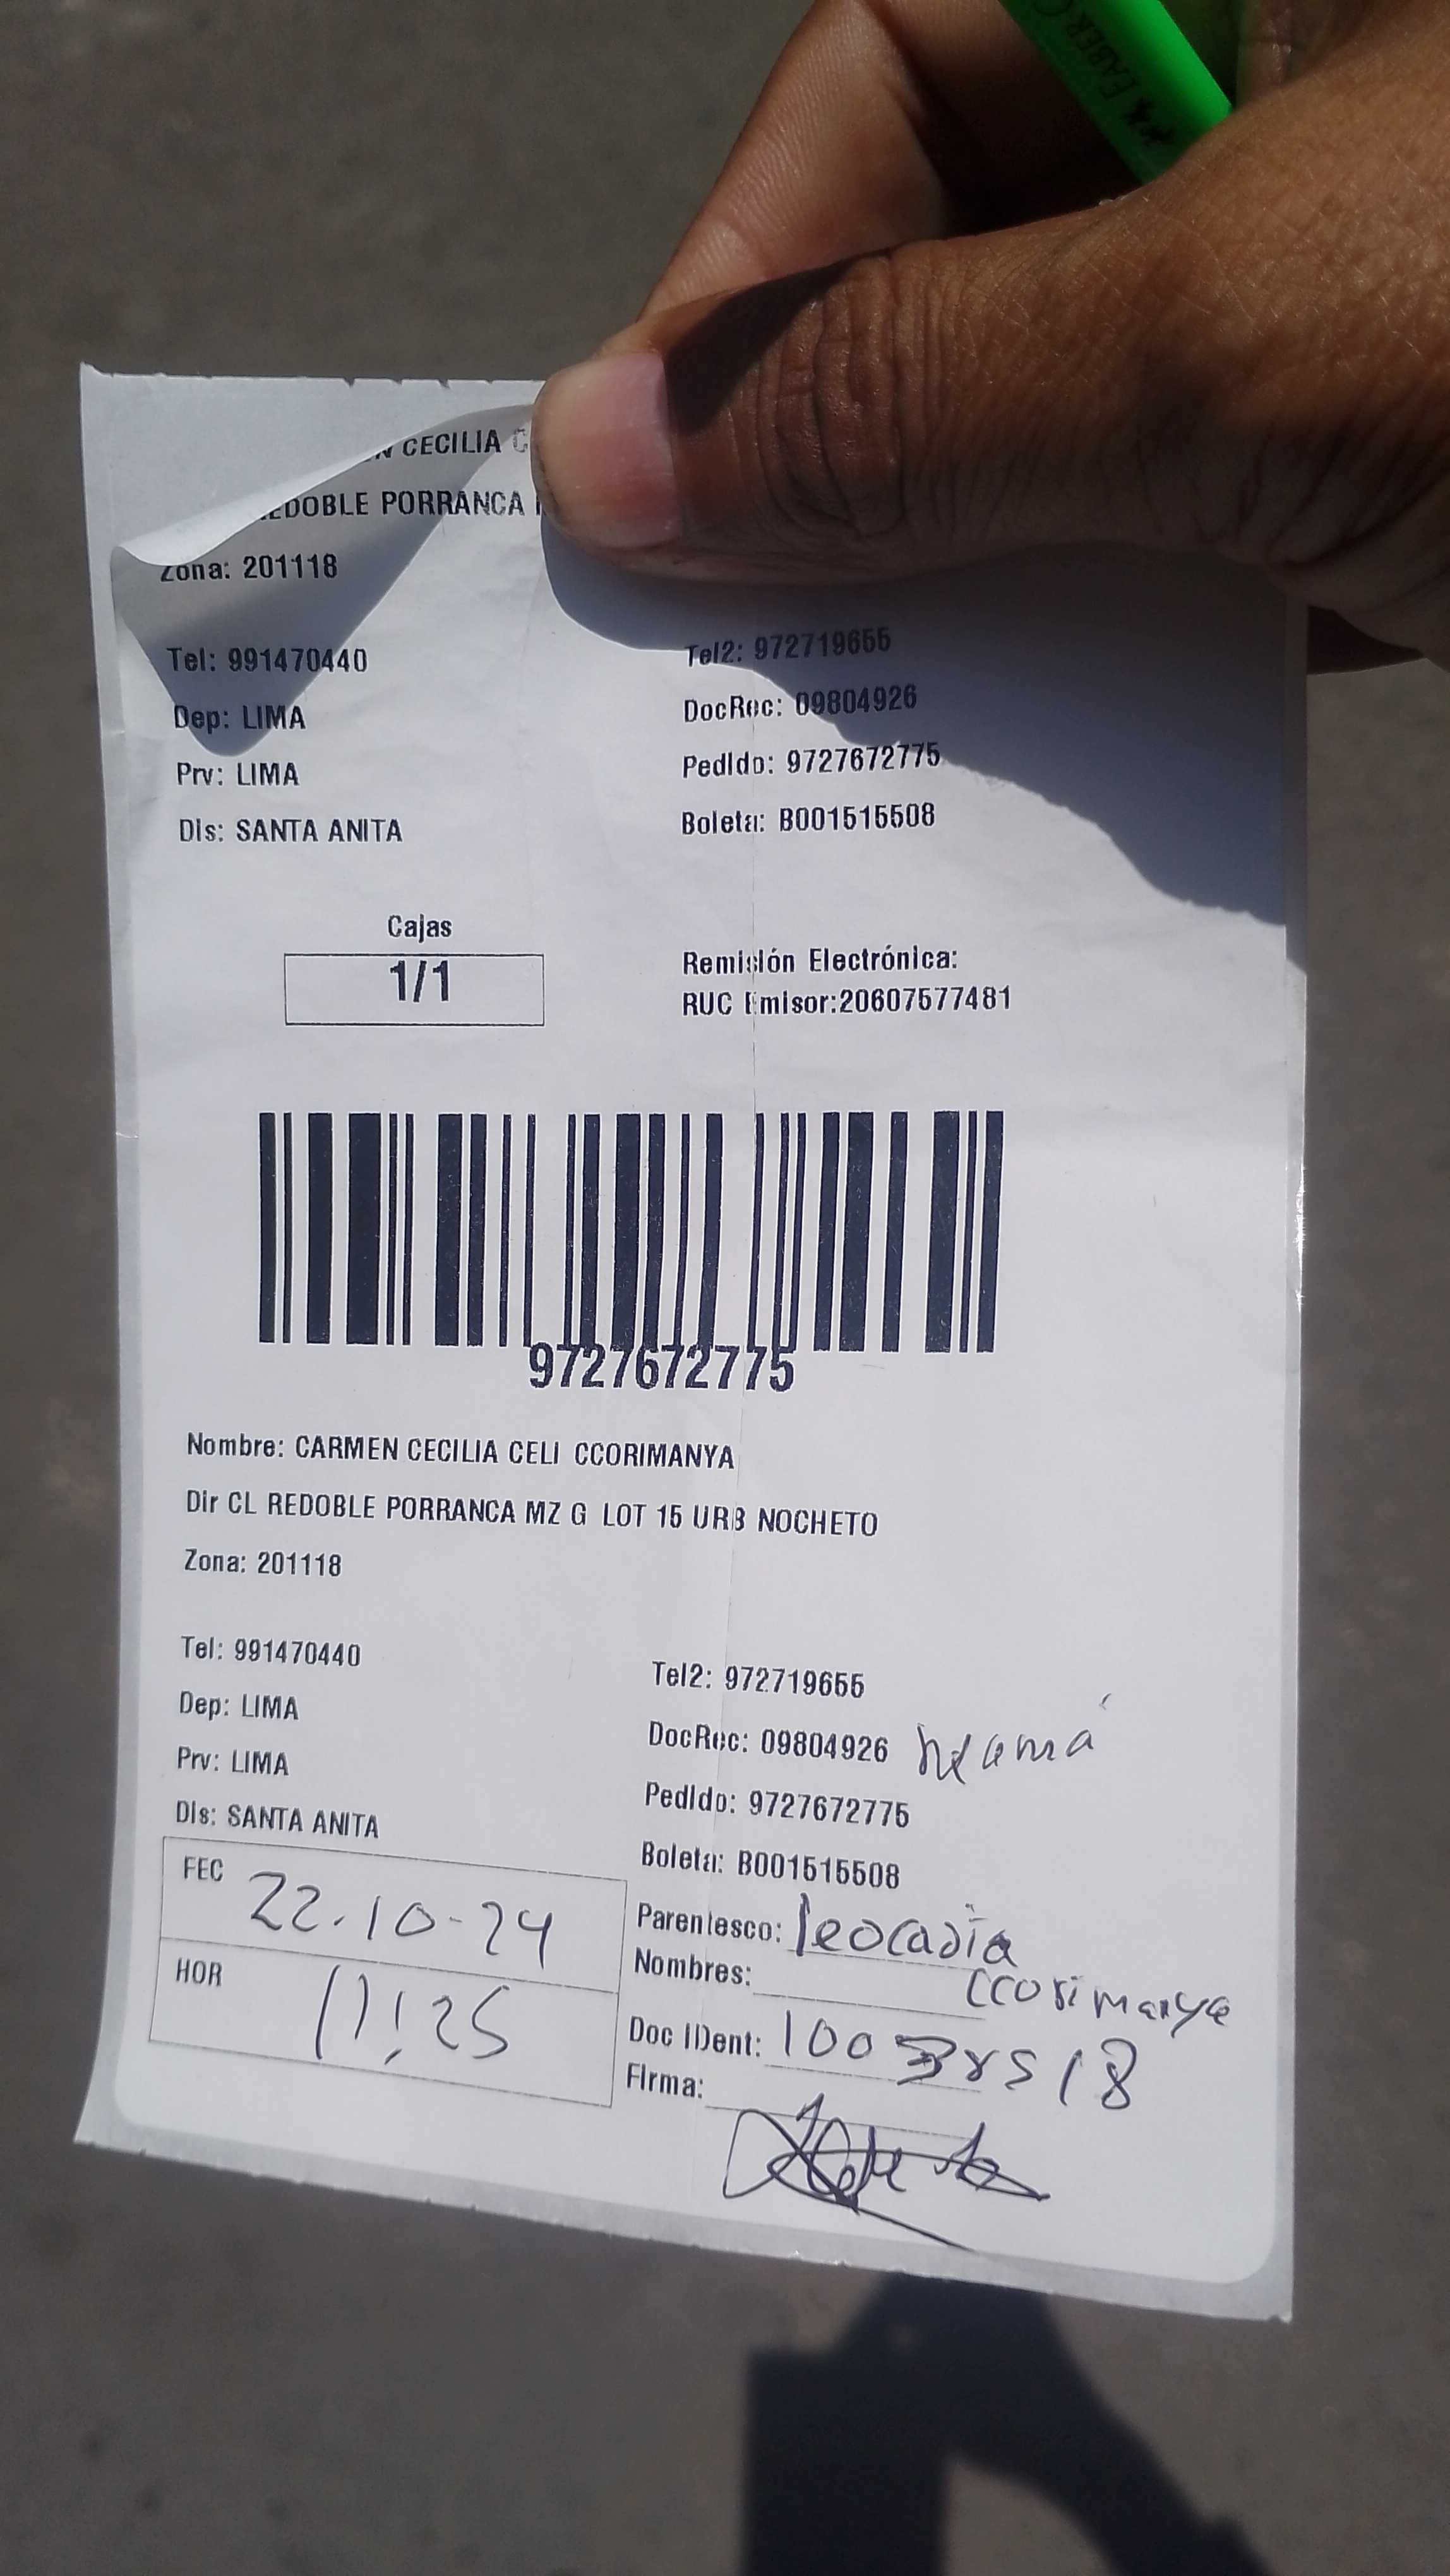 FABER C
CECILIA C
EDOBLE PORRANCA
Zona: 201118
Tel: 991470440
Tel2: 972719655
Dep: LIMA
DocRec: 09804926
Prv: LIMA
Pedido: 9727672775
Dis: SANTA ANITA
Boleta: B001515508
Cajas
1/1
Remisión Electrónica:
RUC Emisor:20607577481
9727672775
Nombre: CARMEN CECILIA CELI CCORIMANYA
Dir CL REDOBLE PORRANCA MZ G LOT 15 URB NOCHETO
Zona: 201118
Tel: 991470440
Tel2: 972719655
Dep: LIMA
DocRec: 09804926 mamá
Prv: LIMA
Pedido: 9727672775
Dis: SANTA ANITA
Boleta: B001515508
FEC 22.10-24
Parentesco: leocadia
Nombres: Ccorimanya
HOR 11:25
Doc IDent:
Firma: